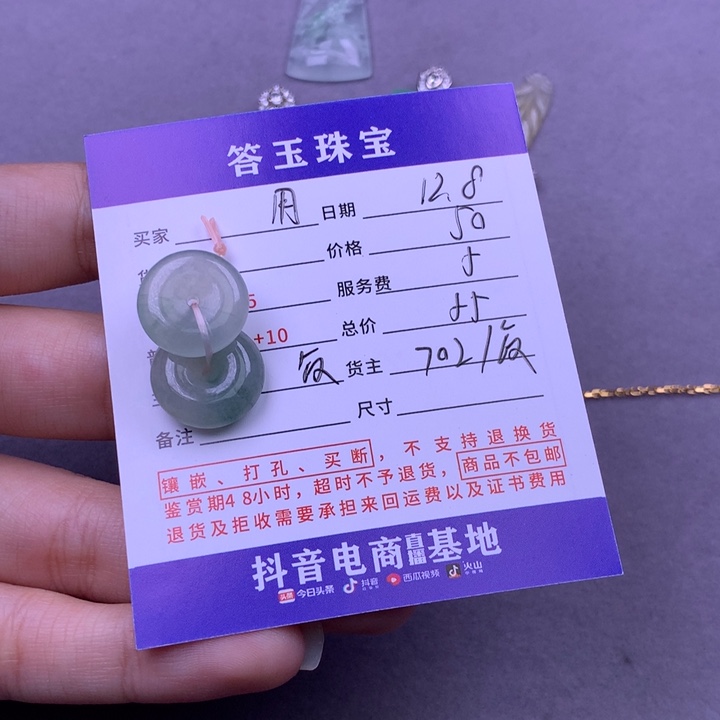 答玉珠宝
买家 用 日期 12.8
价格 50
5 服务费 5
+10 总价 55
货主 702
备注 尺寸
镶嵌、打孔、买断,不支持退换货
鉴赏期48小时,超时不予退货,商品不包邮
退货及拒收需要承担来回运费以及证书费用
抖音电商直播基地
头条 今日头条 抖音 西瓜视频 火山